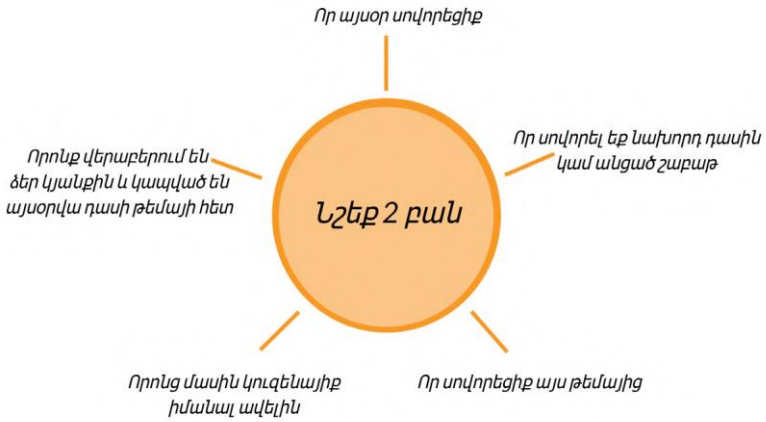 Որ այսօր սովորեցիք
Որ սովորել եք նախորդ դասին
կամ անցած շաբաթ
Որոնք վերաբերում են
ձեր կյանքին և կապված են
այսօրվա դասի թեմայի հետ
Նշեք 2 բան
Որոնց մասին կուզենայիք
իմանալ ավելին
Որ սովորեցիք այս թեմայից